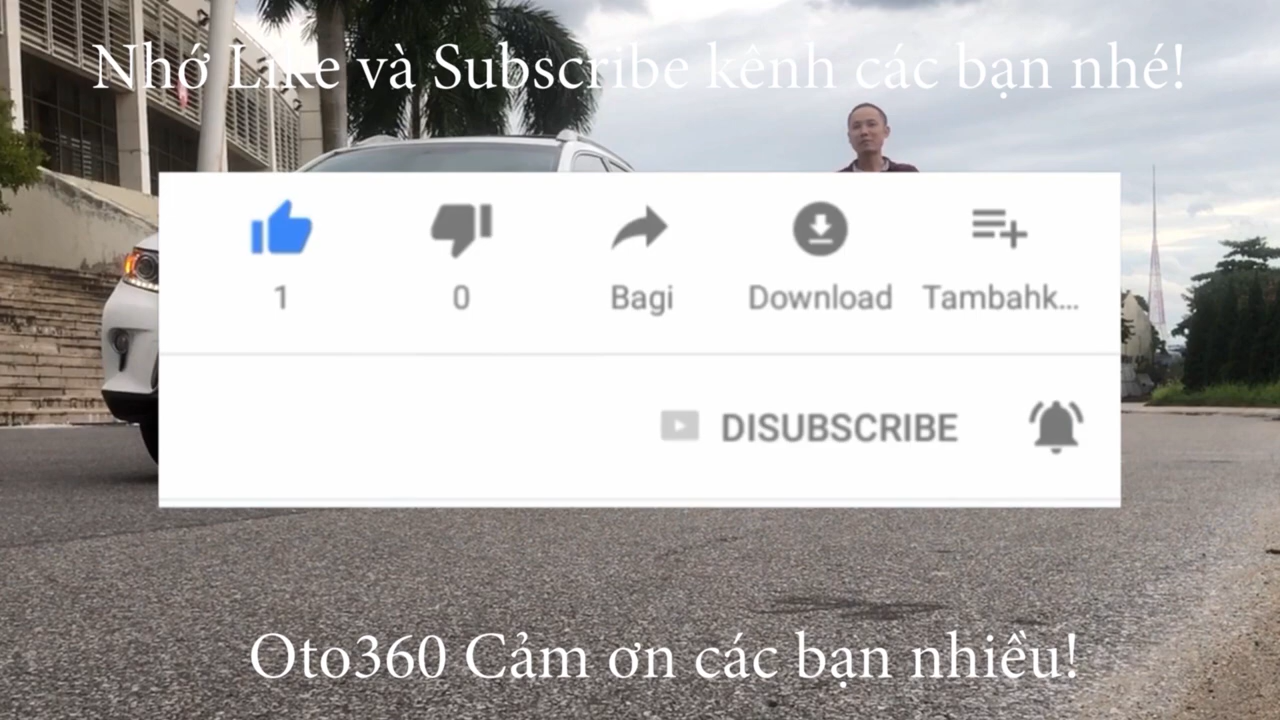 Nhớ Like và Subscribe kênh các bạn nhé!
1 0 Bagi Download Tambahk...
DISUBSCRIBE
Oto360 Cảm ơn các bạn nhiều!